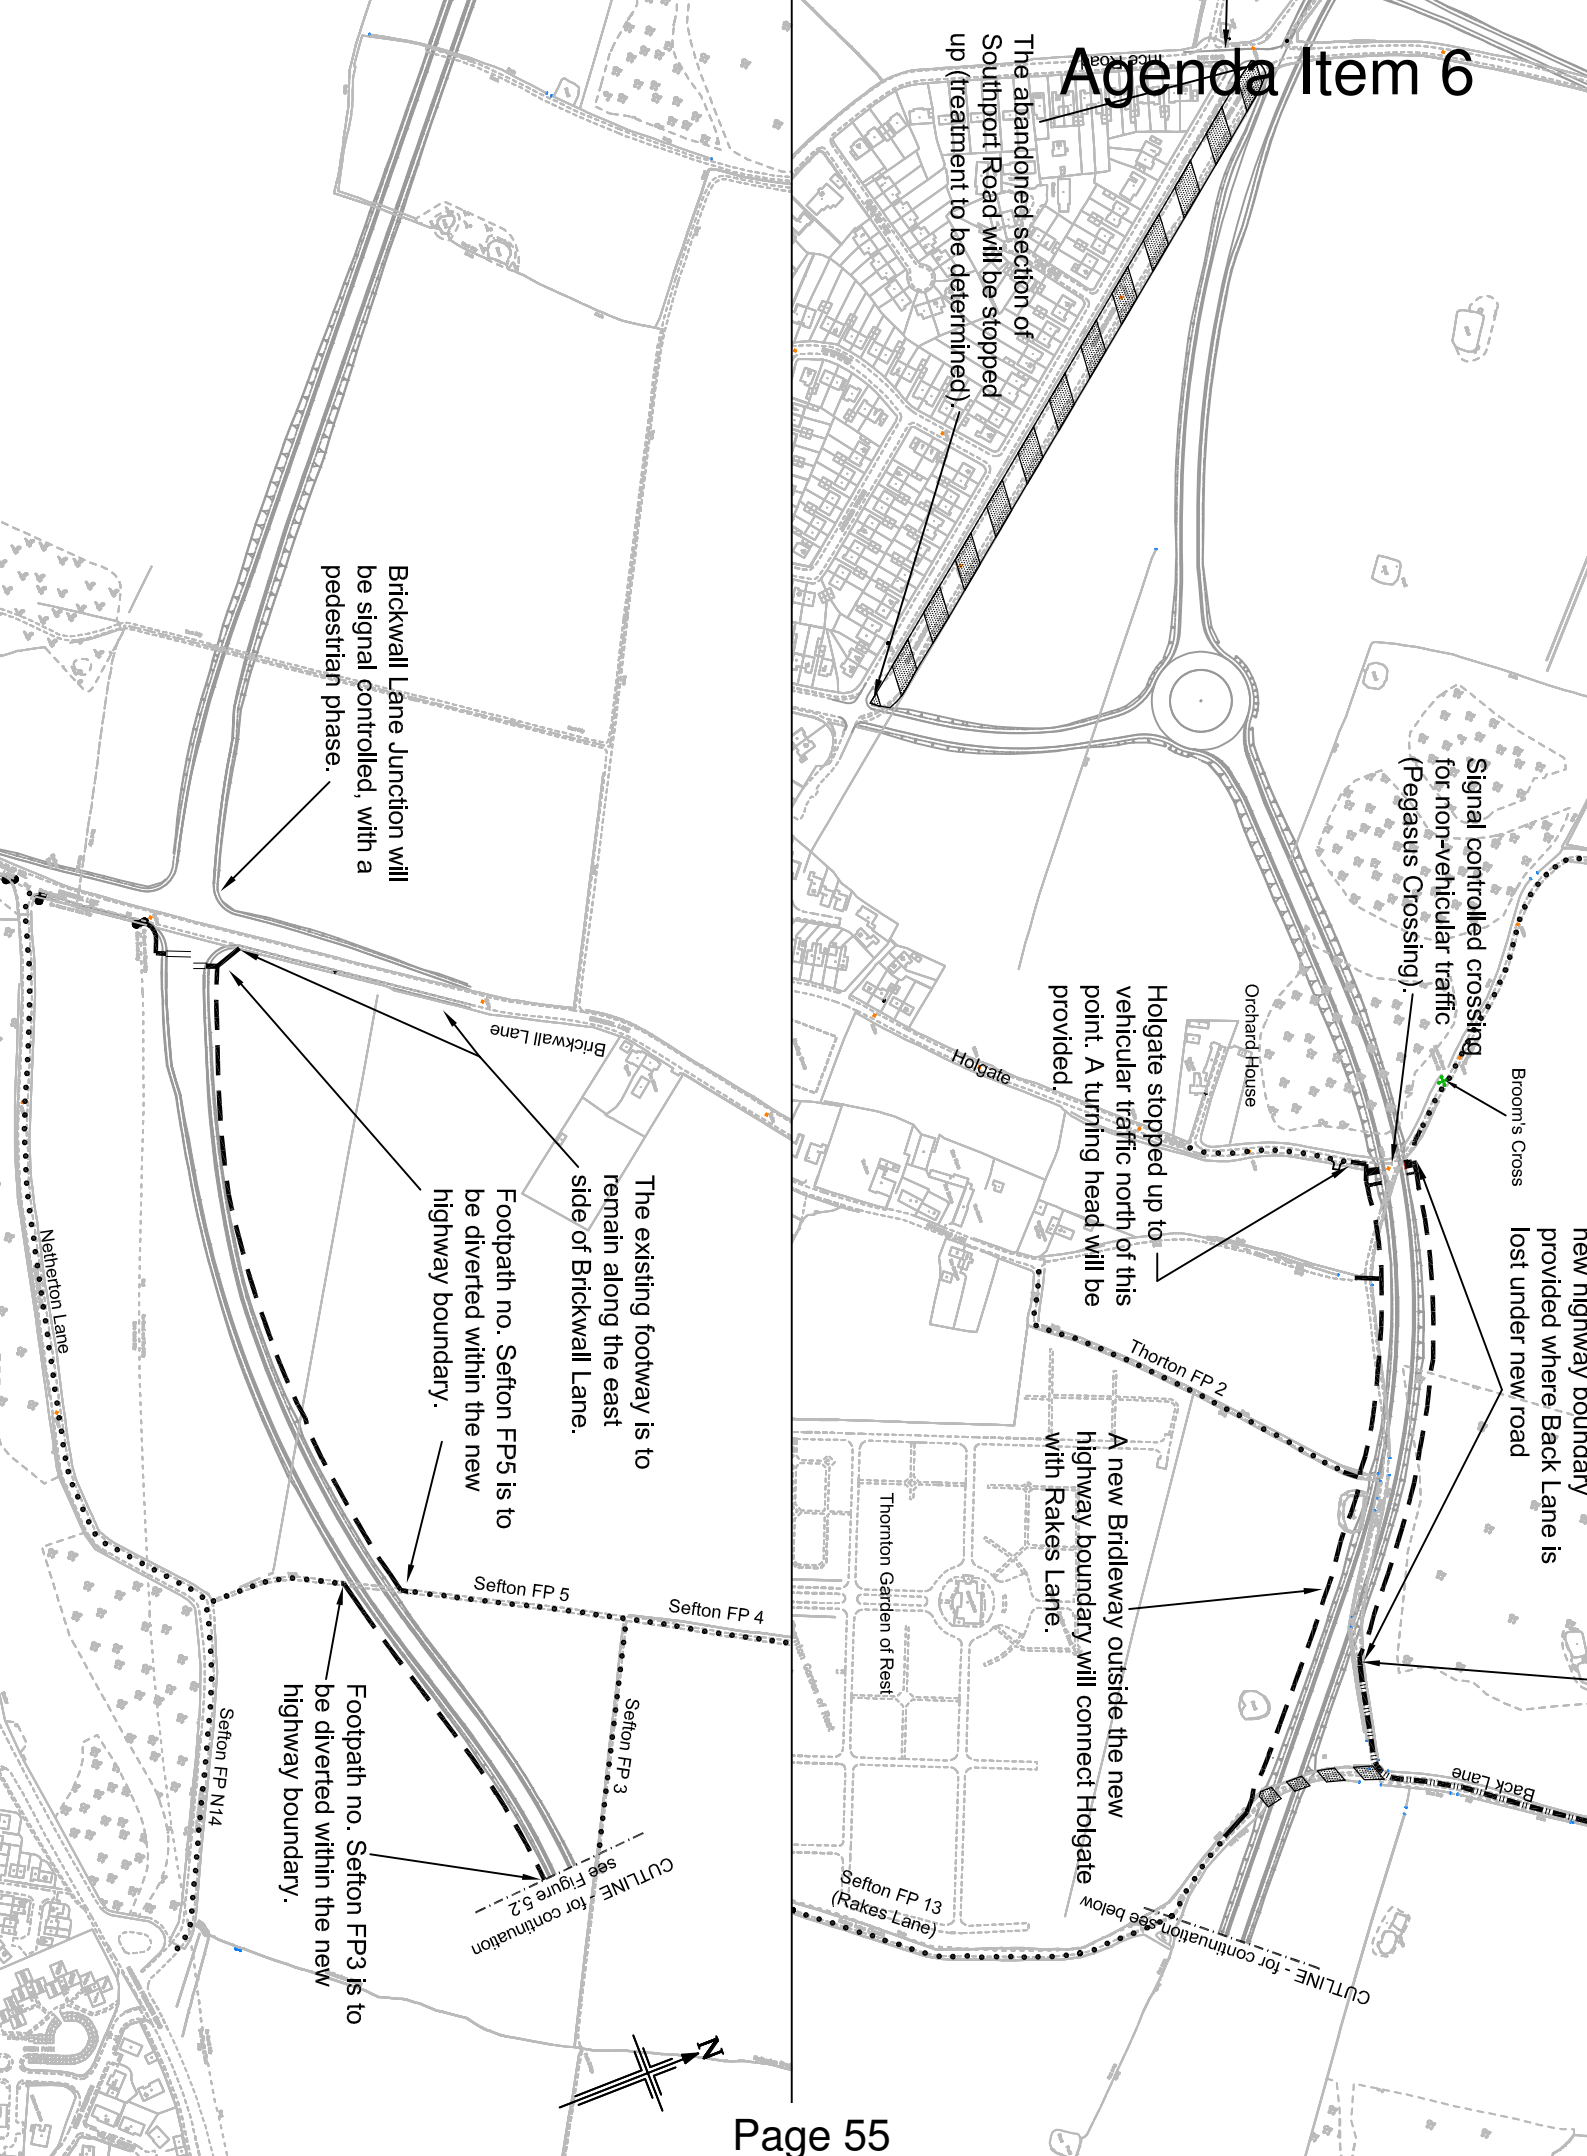 Agenda Item 6
The abandoned section of
Southport Road will be stopped
up (treatment to be determined).
Signal controlled crossing
for non-vehicular traffic
(Pegasus Crossing).
Broom's Cross
new highway boundary
provided where Back Lane is
lost under new road
Orchard House
Holgate
Holgate stopped up to
vehicular traffic north of this
point. A turning head will be
provided.
Thorton FP 2
A new Bridleway outside the new
highway boundary will connect Holgate
with Rakes Lane.
Thornton Garden of Rest
Back Lane
Sefton FP 13
(Rakes Lane)
CUTLINE - for continuation see below
Brickwall Lane Junction will
be signal controlled, with a
pedestrian phase.
Brickwall Lane
The existing footway is to
remain along the east
side of Brickwall Lane.
Footpath no. Sefton FP5 is to
be diverted within the new
highway boundary.
Netherton Lane
Sefton FP 5
Sefton FP 4
Sefton FP 3
Sefton FP N14
Footpath no. Sefton FP3 is to
be diverted within the new
highway boundary.
CUTLINE - for continuation
see Figure 5.2
N
Page 55